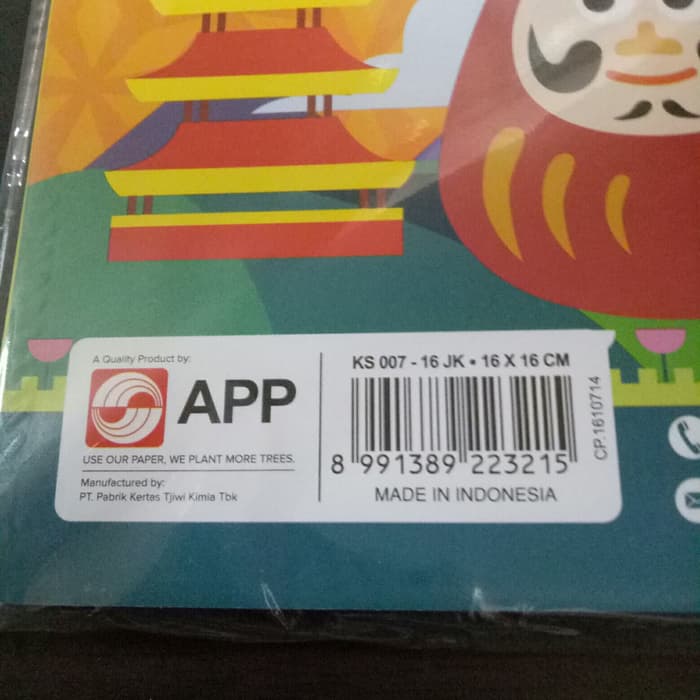 A Quality Product by:
APP
USE OUR PAPER, WE PLANT MORE TREES.
Manufactured by:
PT. Pabrik Kertas Tjiwi Kimia Tbk
KS 007 - 16 JK • 16 X 16 CM
8 991389 223215
MADE IN INDONESIA
CP.1610714